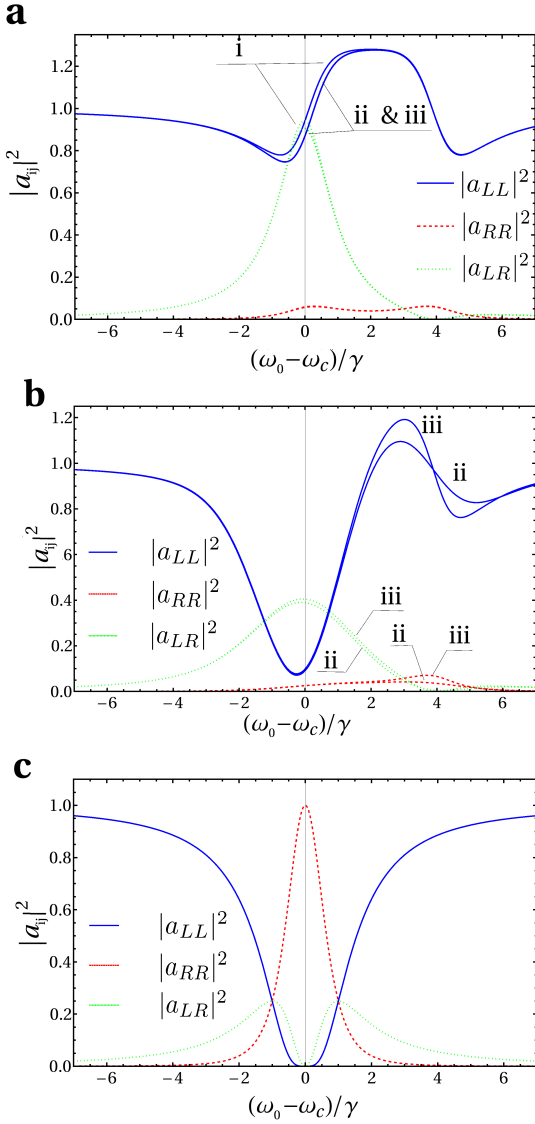 a
i
ii & iii
|a_LL|²
|a_RR|²
|a_LR|²
|a_ij|²
1.2
1.0
0.8
0.6
0.4
0.2
0.0
−6 −4 −2 0 2 4 6
(ω₀−ω_c)/γ
b
iii
ii
|a_LL|²
|a_RR|²
|a_LR|²
iii
ii
ii
iii
|a_ij|²
1.2
1.0
0.8
0.6
0.4
0.2
0.0
−6 −4 −2 0 2 4 6
(ω₀−ω_c)/γ
c
|a_LL|²
|a_RR|²
|a_LR|²
|a_ij|²
1.0
0.8
0.6
0.4
0.2
0.0
−6 −4 −2 0 2 4 6
(ω₀−ω_c)/γ